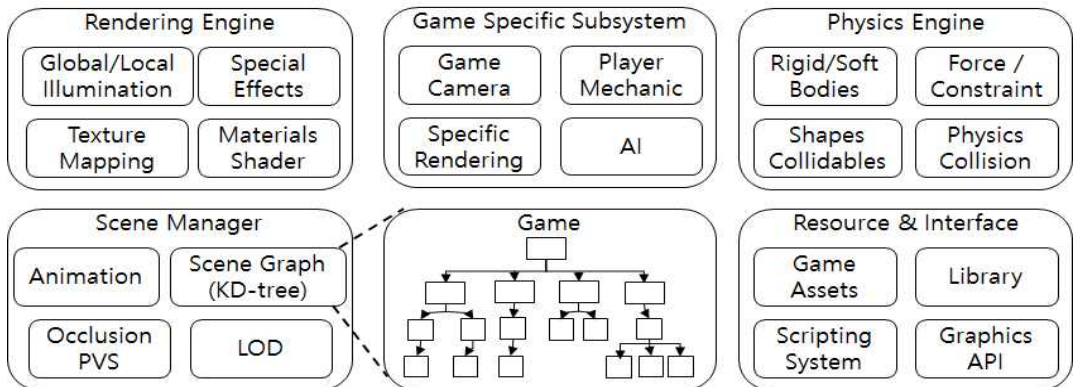 Rendering Engine
Global/Local
Illumination
Special
Effects
Texture
Mapping
Materials
Shader
Game Specific Subsystem
Game
Camera
Player
Mechanic
Specific
Rendering
AI
Physics Engine
Rigid/Soft
Bodies
Force /
Constraint
Shapes
Collidables
Physics
Collision
Scene Manager
Animation
Scene Graph
(KD-tree)
Occlusion
PVS
LOD
Game
Resource & Interface
Game
Assets
Library
Scripting
System
Graphics
API